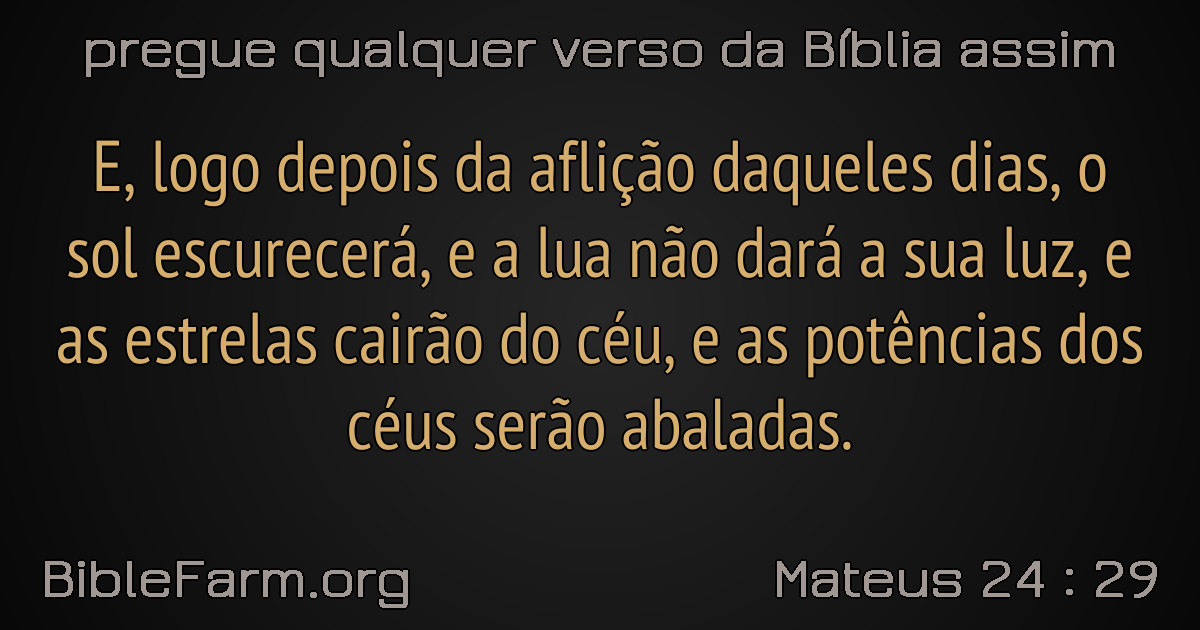 pregue qualquer verso da Bíblia assim
E, logo depois da aflição daqueles dias, o
sol escurecerá, e a lua não dará a sua luz, e
as estrelas cairão do céu, e as potências dos
céus serão abaladas.
BibleFarm.org
Mateus 24 : 29